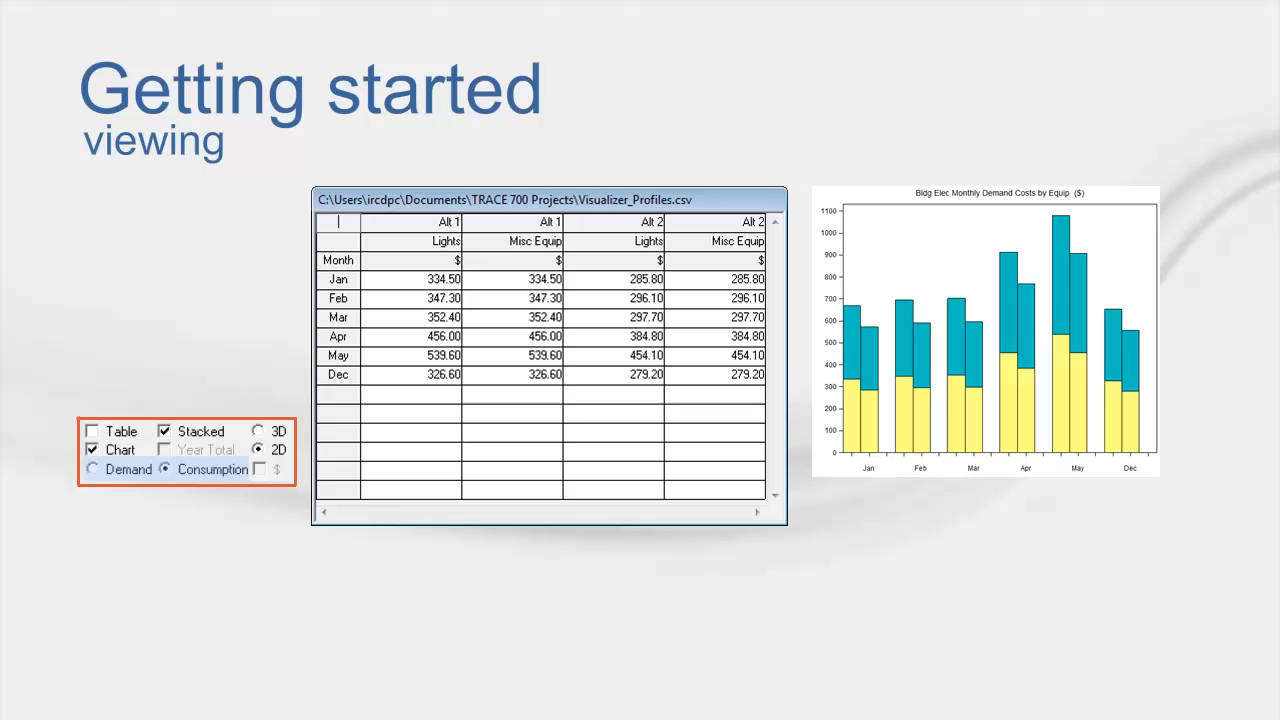 Getting started
viewing
C:\Users\ircdpc\Documents\TRACE 700 Projects\Visualizer_Profiles.csv
Alt 1 Alt 1 Alt 2 Alt 2
Lights Misc Equip Lights Misc Equip
Month $ $ $ $
Jan 334.50 334.50 285.80 285.80
Feb 347.30 347.30 296.10 296.10
Mar 352.40 352.40 297.70 297.70
Apr 456.00 456.00 384.80 384.80
May 539.60 539.60 454.10 454.10
Dec 326.60 326.60 279.20 279.20
Table Stacked 3D
Chart Year Total 2D
Demand Consumption $
Bldg Elec Monthly Demand Costs by Equip ($)
1100
1000
900
800
700
600
500
400
300
200
100
0
Jan Feb Mar Apr May Dec